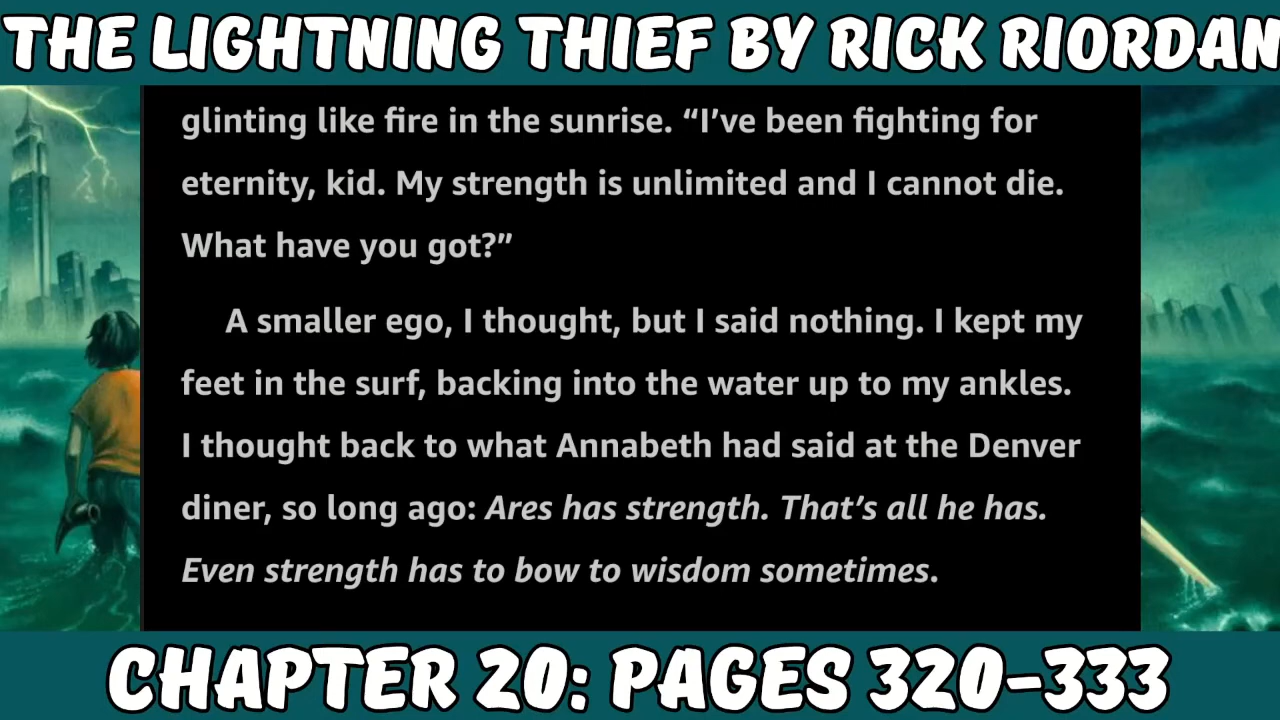 THE LIGHTNING THIEF BY RICK RIORDAN
glinting like fire in the sunrise. “I’ve been fighting for
eternity, kid. My strength is unlimited and I cannot die.
What have you got?”
A smaller ego, I thought, but I said nothing. I kept my
feet in the surf, backing into the water up to my ankles.
I thought back to what Annabeth had said at the Denver
diner, so long ago: Ares has strength. That’s all he has.
Even strength has to bow to wisdom sometimes.
CHAPTER 20: PAGES 320-333